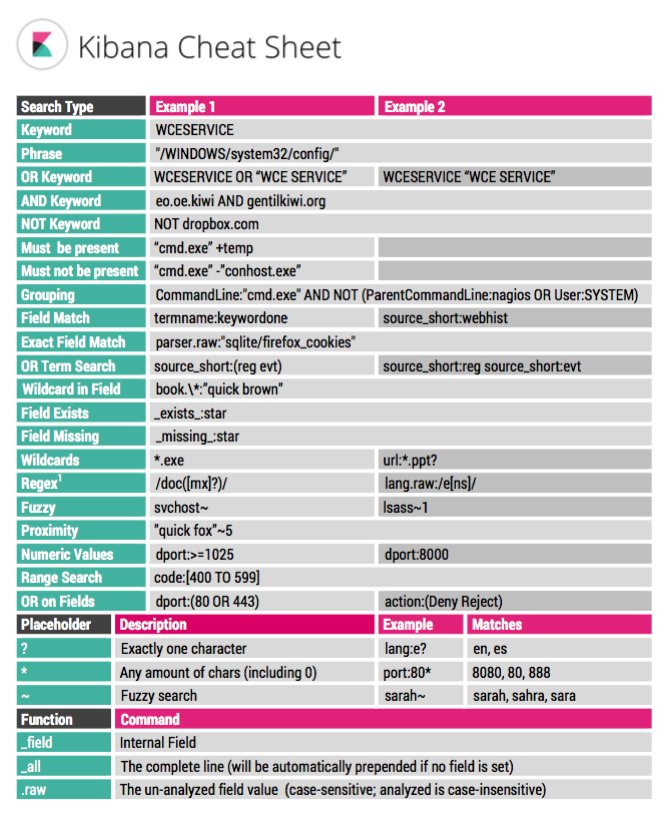 Kibana Cheat Sheet
Search Type Example 1 Example 2
Keyword WCESERVICE
Phrase "/WINDOWS/system32/config/"
OR Keyword WCESERVICE OR “WCE SERVICE” WCESERVICE “WCE SERVICE”
AND Keyword eo.oe.kiwi AND gentilkiwi.org
NOT Keyword NOT dropbox.com
Must be present “cmd.exe” +temp
Must not be present “cmd.exe” -"conhost.exe”
Grouping CommandLine:"cmd.exe" AND NOT (ParentCommandLine:nagios OR User:SYSTEM)
Field Match termname:keywordone source_short:webhist
Exact Field Match parser.raw:"sqlite/firefox_cookies"
OR Term Search source_short:(reg evt) source_short:reg source_short:evt
Wildcard in Field book.\*:”quick brown”
Field Exists _exists_:star
Field Missing _missing_:star
Wildcards *.exe url:*.ppt?
Regex¹ /doc([mx]?)/ lang.raw:/e[ns]/
Fuzzy svchost~ lsass~1
Proximity ”quick fox”~5
Numeric Values dport:>=1025 dport:8000
Range Search code:[400 TO 599]
OR on Fields dport:(80 OR 443) action:(Deny Reject)
Placeholder Description Example Matches
? Exactly one character lang:e? en, es
* Any amount of chars (including 0) port:80* 8080, 80, 888
~ Fuzzy search sarah~ sarah, sahra, sara
Function Command
_field Internal Field
_all The complete line (will be automatically prepended if no field is set)
.raw The un-analyzed field value (case-sensitive; analyzed is case-insensitive)